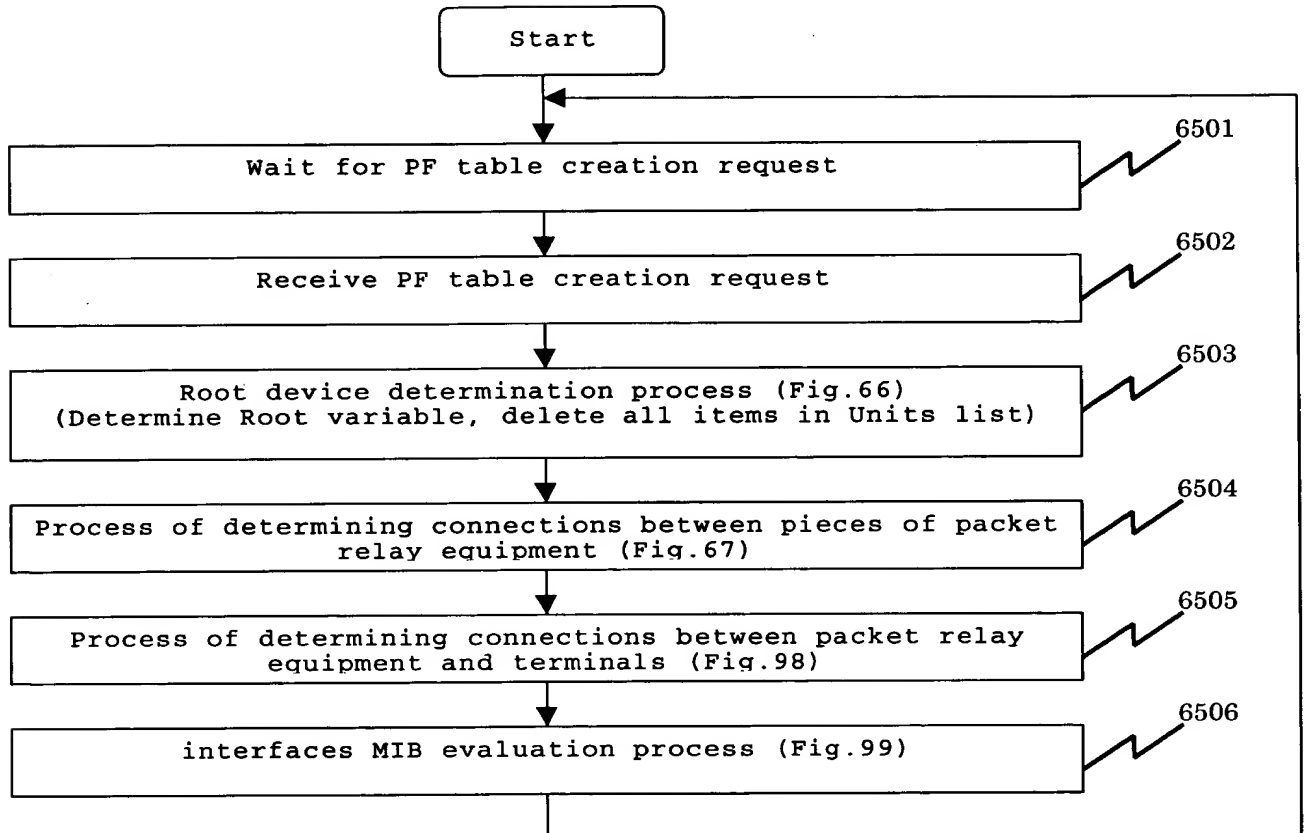 Start
6501
Wait for PF table creation request
6502
Receive PF table creation request
6503
Root device determination process (Fig.66)
(Determine Root variable, delete all items in Units list)
6504
Process of determining connections between pieces of packet
relay equipment (Fig.67)
6505
Process of determining connections between packet relay
equipment and terminals (Fig.98)
6506
interfaces MIB evaluation process (Fig.99)